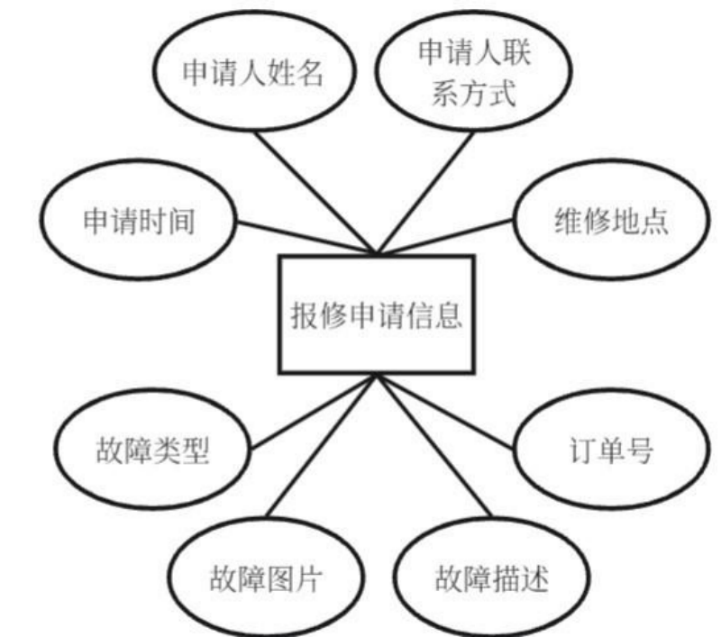 申请人姓名
申请人联
系方式
申请时间
维修地点
报修申请信息
故障类型
订单号
故障图片
故障描述